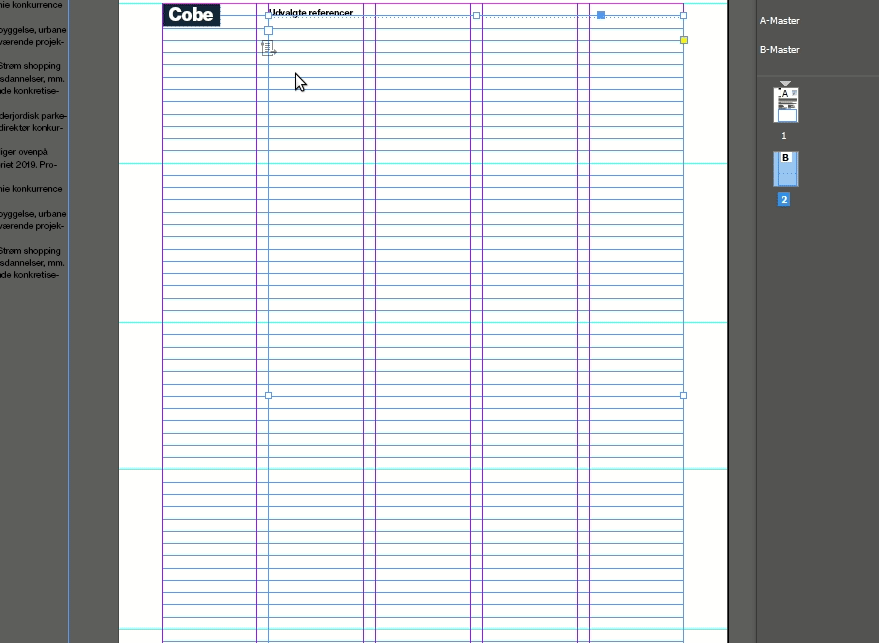 nie konkurrence
byggelse, urbane
værende projek-
Strøm shopping
sdannelser, mm.
nde konkretise-
derjordisk parke-
direktør konkur-
iger ovenpå
riet 2019. Pro-
nie konkurrence
byggelse, urbane
værende projek-
Strøm shopping
sdannelser, mm.
nde konkretise-
Cobe
Udvalgte referencer
A-Master
B-Master
A
1
B
2